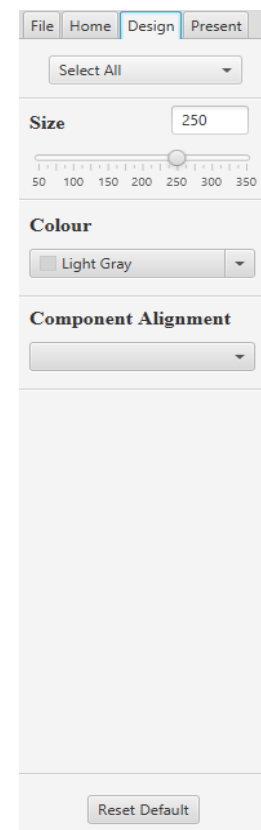 File Home Design Present
Select All
Size 250
50 100 150 200 250 300 350
Colour
Light Gray
Component Alignment
Reset Default